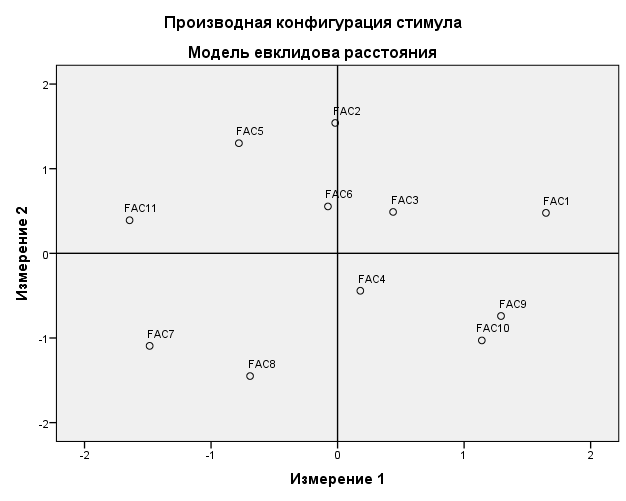 Производная конфигурация стимула
Модель евклидова расстояния
2
1
0
-1
-2
Измерение 2
FAC2
FAC5
FAC6
FAC3
FAC1
FAC11
FAC4
FAC9
FAC10
FAC7
FAC8
-2
-1
0
1
2
Измерение 1